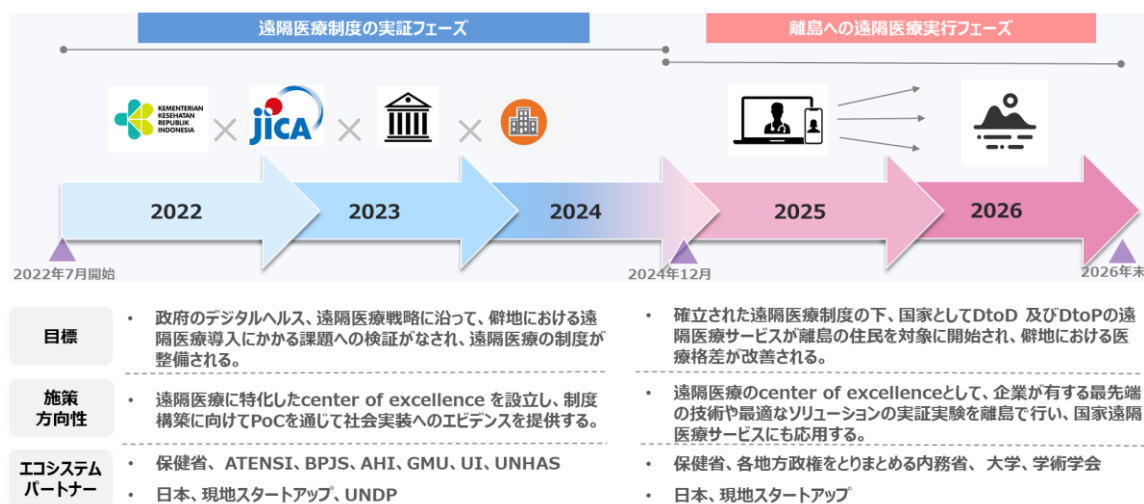 遠隔医療制度の実証フェーズ
離島への遠隔医療実行フェーズ
KEMENTERIAN
KESEHATAN
REPUBLIK
INDONESIA
jICA
2022
2023
2024
2025
2026
2022年7月開始
2024年12月
2026年末
目標
• 政府のデジタルヘルス、遠隔医療戦略に沿って、僻地における遠
隔医療導入にかかる課題への検証がなされ、遠隔医療の制度が
整備される。
• 確立された遠隔医療制度の下、国家としてDtoD 及びDtoPの遠
隔医療サービスが離島の住民を対象に開始され、僻地における医
療格差が改善される。
施策
方向性
• 遠隔医療に特化したcenter of excellence を設立し、制度
構築に向けてPoCを通じて社会実装へのエビデンスを提供する。
• 遠隔医療のcenter of excellenceとして、企業が有する最先端
の技術や最適なソリューションの実証実験を離島で行い、国家遠隔
医療サービスにも応用する。
エコシステム
パートナー
• 保健省、ATENSI、BPJS、AHI、GMU、UI、UNHAS
• 日本、現地スタートアップ、UNDP
• 保健省、各地方政権をとりまとめる内務省、大学、学術学会
• 日本、現地スタートアップ